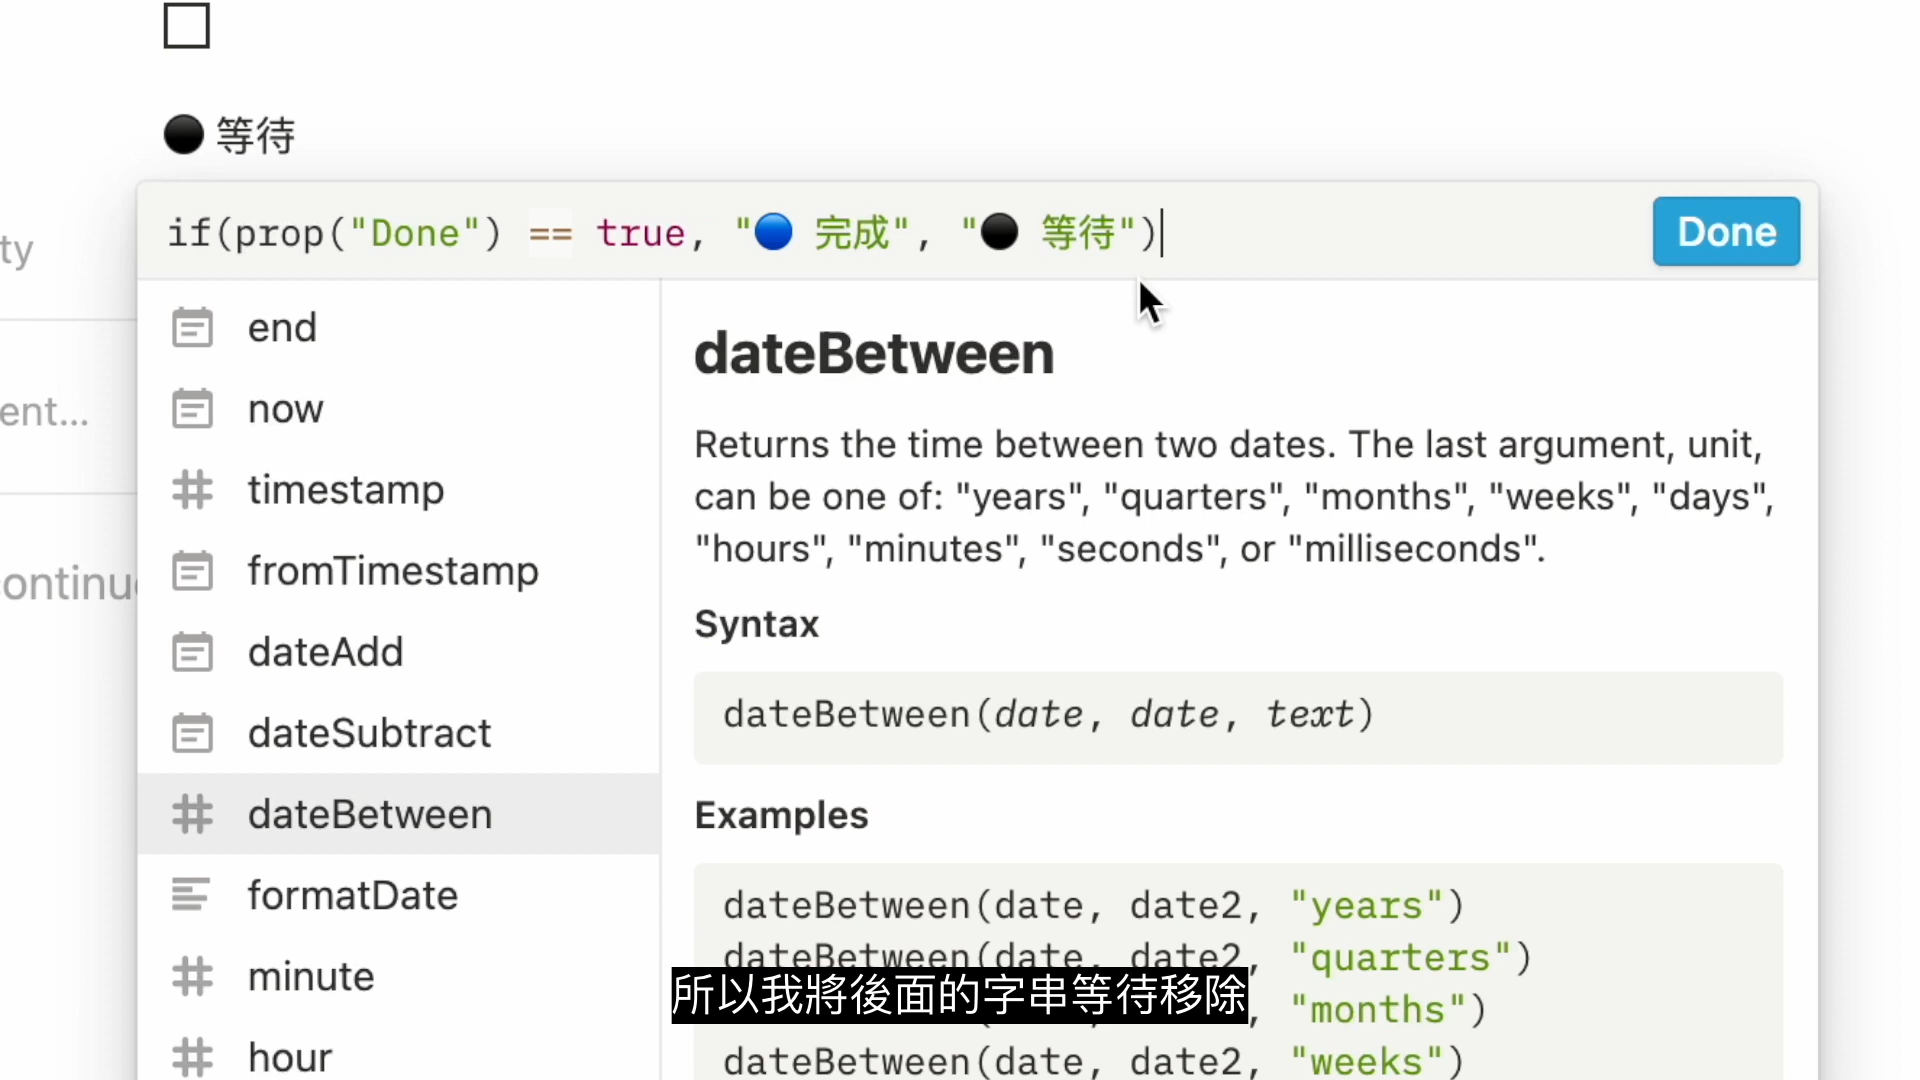 等待
if(prop("Done") == true, "🔵 完成", "⚫ 等待")
Done
ty
ent...
ontinu
end
now
timestamp
fromTimestamp
dateAdd
dateSubtract
dateBetween
formatDate
minute
hour
dateBetween
Returns the time between two dates. The last argument, unit,
can be one of: "years", "quarters", "months", "weeks", "days",
"hours", "minutes", "seconds", or "milliseconds".
Syntax
dateBetween(date, date, text)
Examples
dateBetween(date, date2, "years")
dateBetween(date, date2, "quarters")
, "months")
dateBetween(date, date2, "weeks")
所以我將後面的字串等待移除